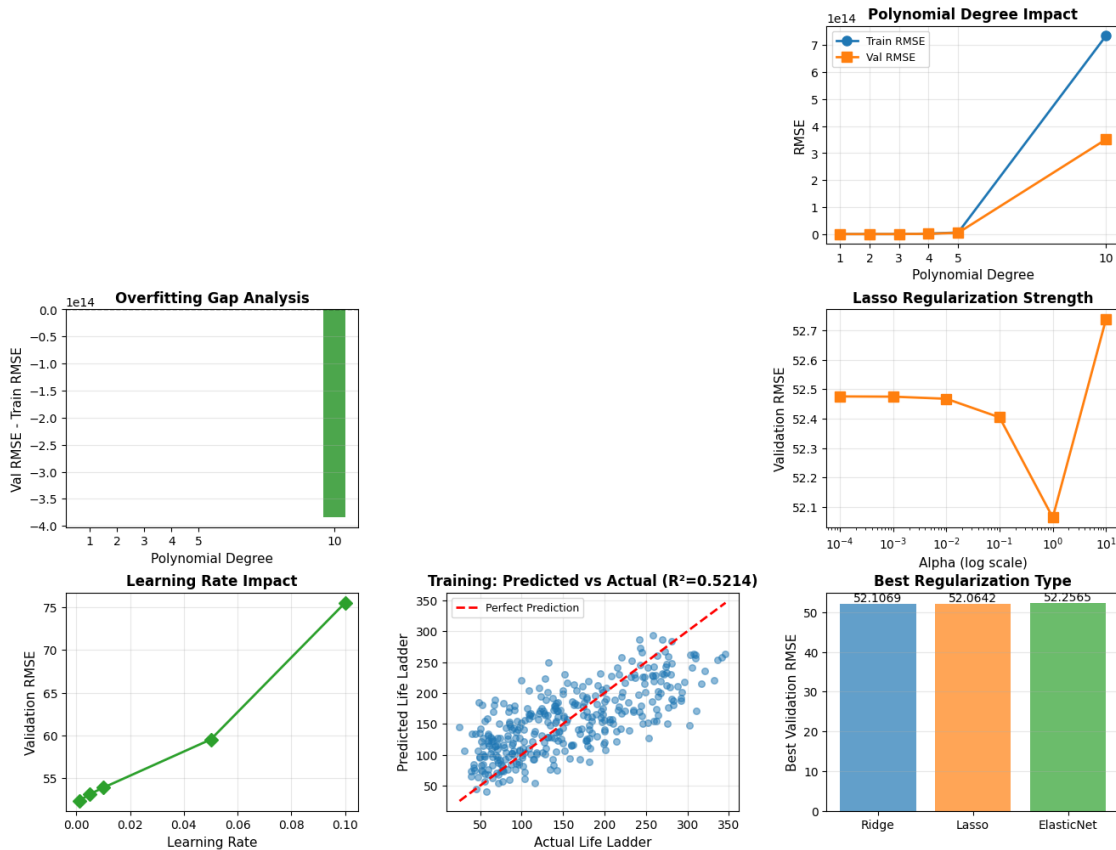 Polynomial Degree Impact
1e14
Train RMSE
Val RMSE
RMSE
7
6
5
4
3
2
1
0
1 2 3 4 5 10
Polynomial Degree
Overfitting Gap Analysis
1e14
Val RMSE - Train RMSE
0.0
−0.5
−1.0
−1.5
−2.0
−2.5
−3.0
−3.5
−4.0
1 2 3 4 5 10
Polynomial Degree
Lasso Regularization Strength
Validation RMSE
52.7
52.6
52.5
52.4
52.3
52.2
52.1
10⁻⁴ 10⁻³ 10⁻² 10⁻¹ 10⁰ 10¹
Alpha (log scale)
Learning Rate Impact
Validation RMSE
75
70
65
60
55
0.00 0.02 0.04 0.06 0.08 0.10
Learning Rate
Training: Predicted vs Actual (R²=0.5214)
Perfect Prediction
Predicted Life Ladder
350
300
250
200
150
100
50
50 100 150 200 250 300 350
Actual Life Ladder
Best Regularization Type
52.1069 52.0642 52.2565
Best Validation RMSE
50
40
30
20
10
0
Ridge Lasso ElasticNet